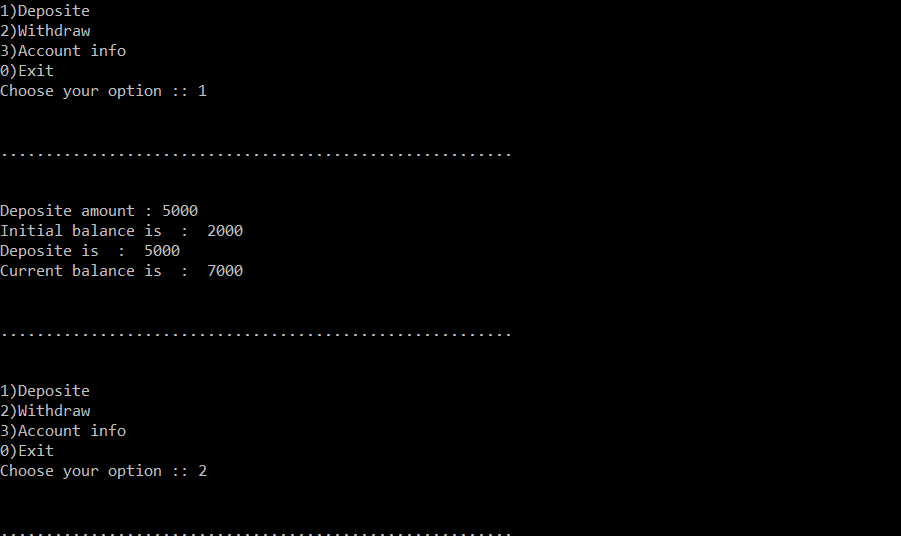 1)Deposite
2)Withdraw
3)Account info
0)Exit
Choose your option :: 1
.........................................................
Deposite amount : 5000
Initial balance is  :  2000
Deposite is  :  5000
Current balance is  :  7000
.........................................................
1)Deposite
2)Withdraw
3)Account info
0)Exit
Choose your option :: 2
.........................................................